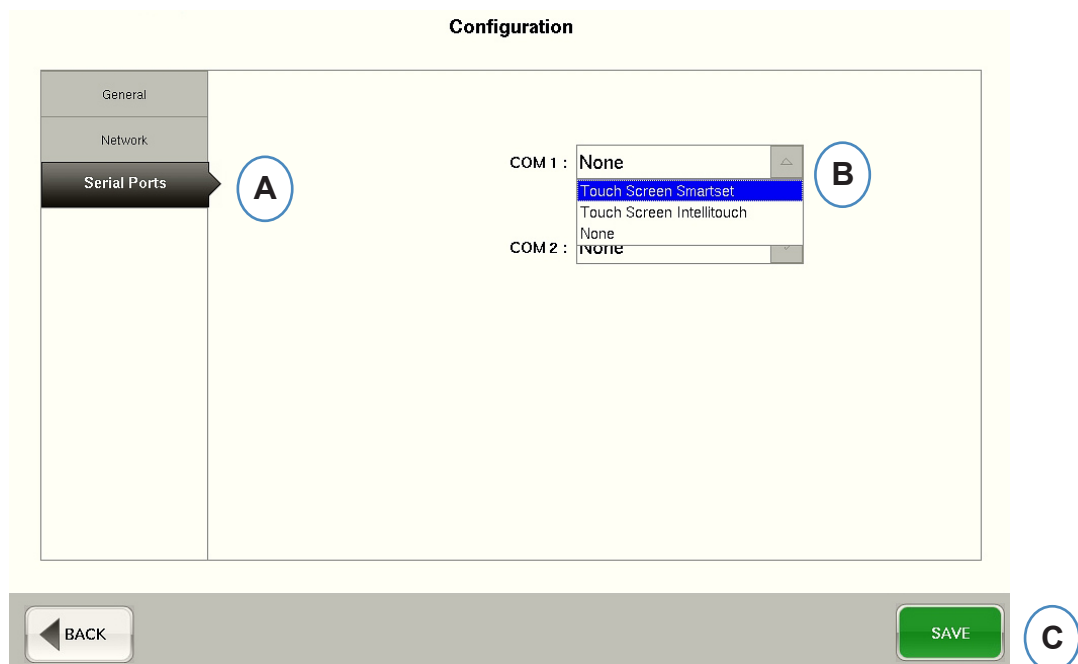 Configuration
General
Network
Serial Ports
A
COM 1 : None
B
Touch Screen Smartset
Touch Screen Intellitouch
None
COM 2 : None
BACK
SAVE
C